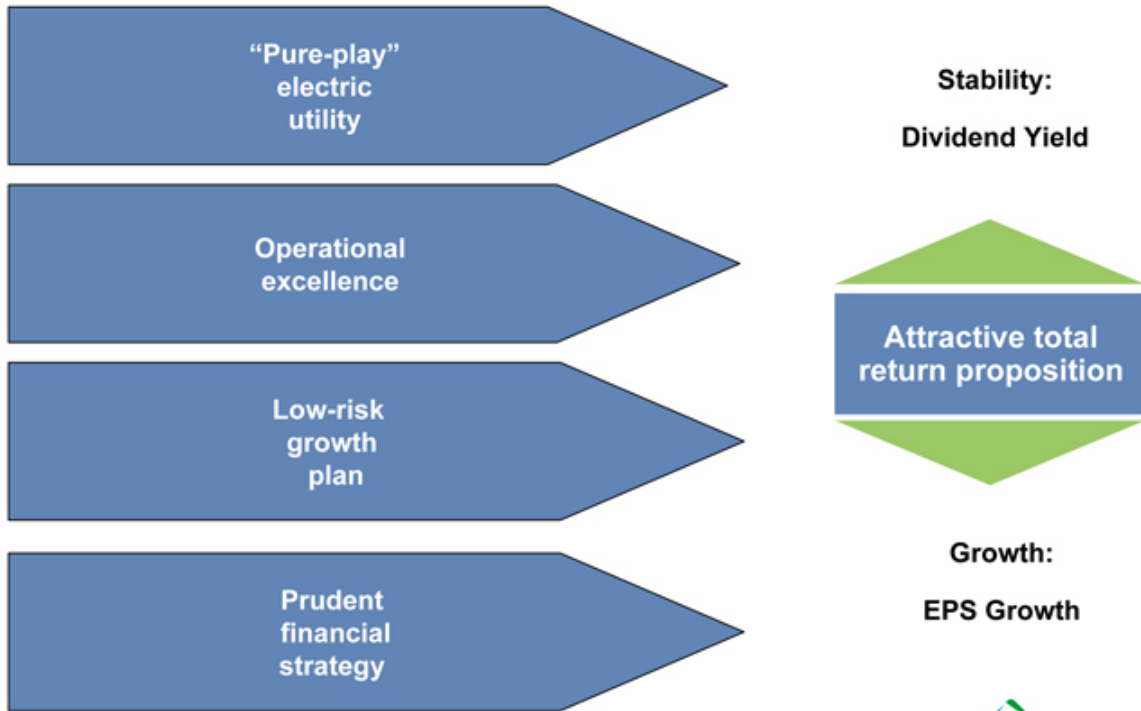 “Pure-play”
electric
utility
Operational
excellence
Low-risk
growth
plan
Prudent
financial
strategy
Stability:
Dividend Yield
Attractive total
return proposition
Growth:
EPS Growth